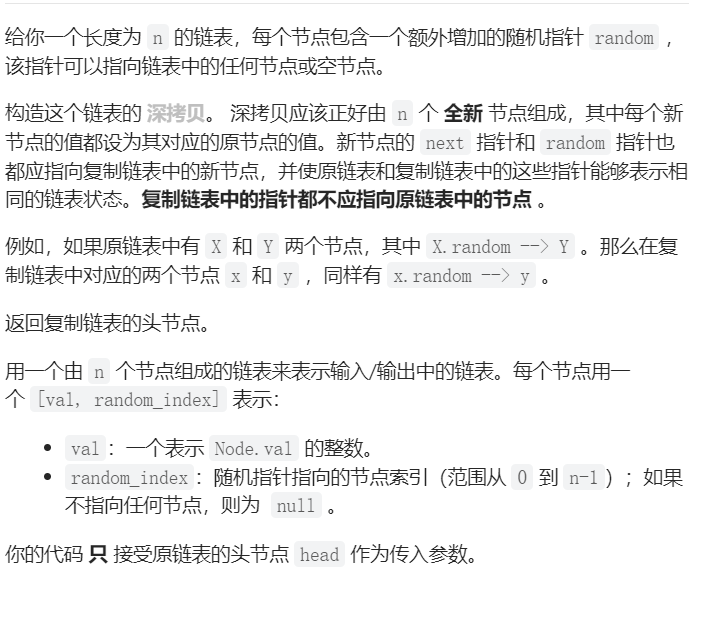 给你一个长度为 n 的链表，每个节点包含一个额外增加的随机指针 random ，
该指针可以指向链表中的任何节点或空节点。
构造这个链表的 深拷贝。 深拷贝应该正好由 n 个 全新 节点组成，其中每个新
节点的值都设为其对应的原节点的值。新节点的 next 指针和 random 指针也
都应指向复制链表中的新节点，并使原链表和复制链表中的这些指针能够表示相
同的链表状态。复制链表中的指针都不应指向原链表中的节点 。
例如，如果原链表中有 X 和 Y 两个节点，其中 X.random --> Y 。那么在复
制链表中对应的两个节点 x 和 y ，同样有 x.random --> y 。
返回复制链表的头节点。
用一个由 n 个节点组成的链表来表示输入/输出中的链表。每个节点用一
个 [val, random_index] 表示：
• val：一个表示 Node.val 的整数。
• random_index：随机指针指向的节点索引（范围从 0 到 n-1）；如果
不指向任何节点，则为 null 。
你的代码 只 接受原链表的头节点 head 作为传入参数。